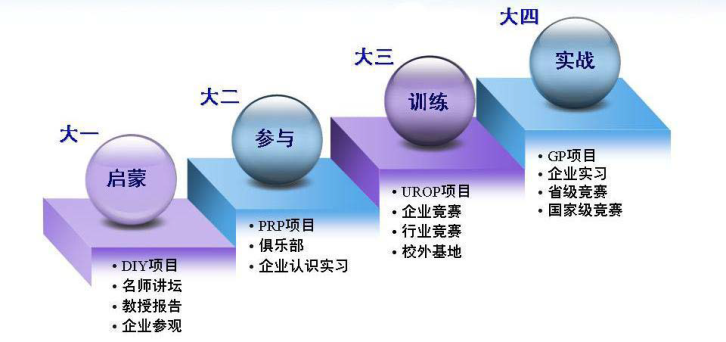 大一
启蒙
• DIY项目
• 名师讲坛
• 教授报告
• 企业参观
大二
参与
• PRP项目
• 俱乐部
• 企业认识实习
大三
训练
• UROP项目
• 企业竞赛
• 行业竞赛
• 校外基地
大四
实战
• GP项目
• 企业实习
• 省级竞赛
• 国家级竞赛